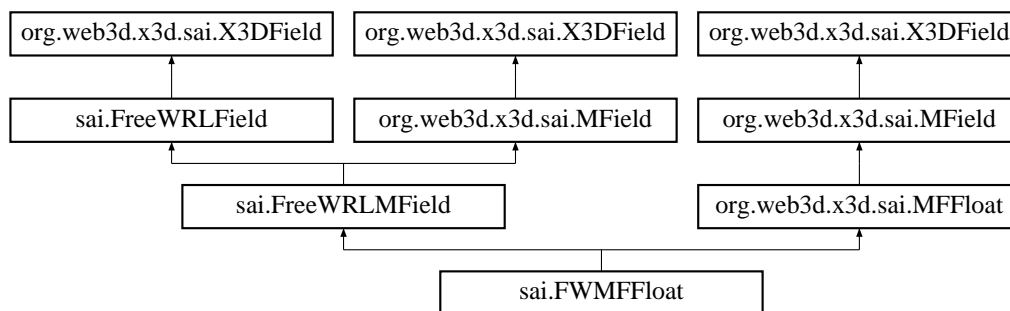 org.web3d.x3d.sai.X3DField
org.web3d.x3d.sai.X3DField
org.web3d.x3d.sai.X3DField
sai.FreeWRLField
org.web3d.x3d.sai.MField
org.web3d.x3d.sai.MField
sai.FreeWRLMField
org.web3d.x3d.sai.MFFloat
sai.FWMFFloat